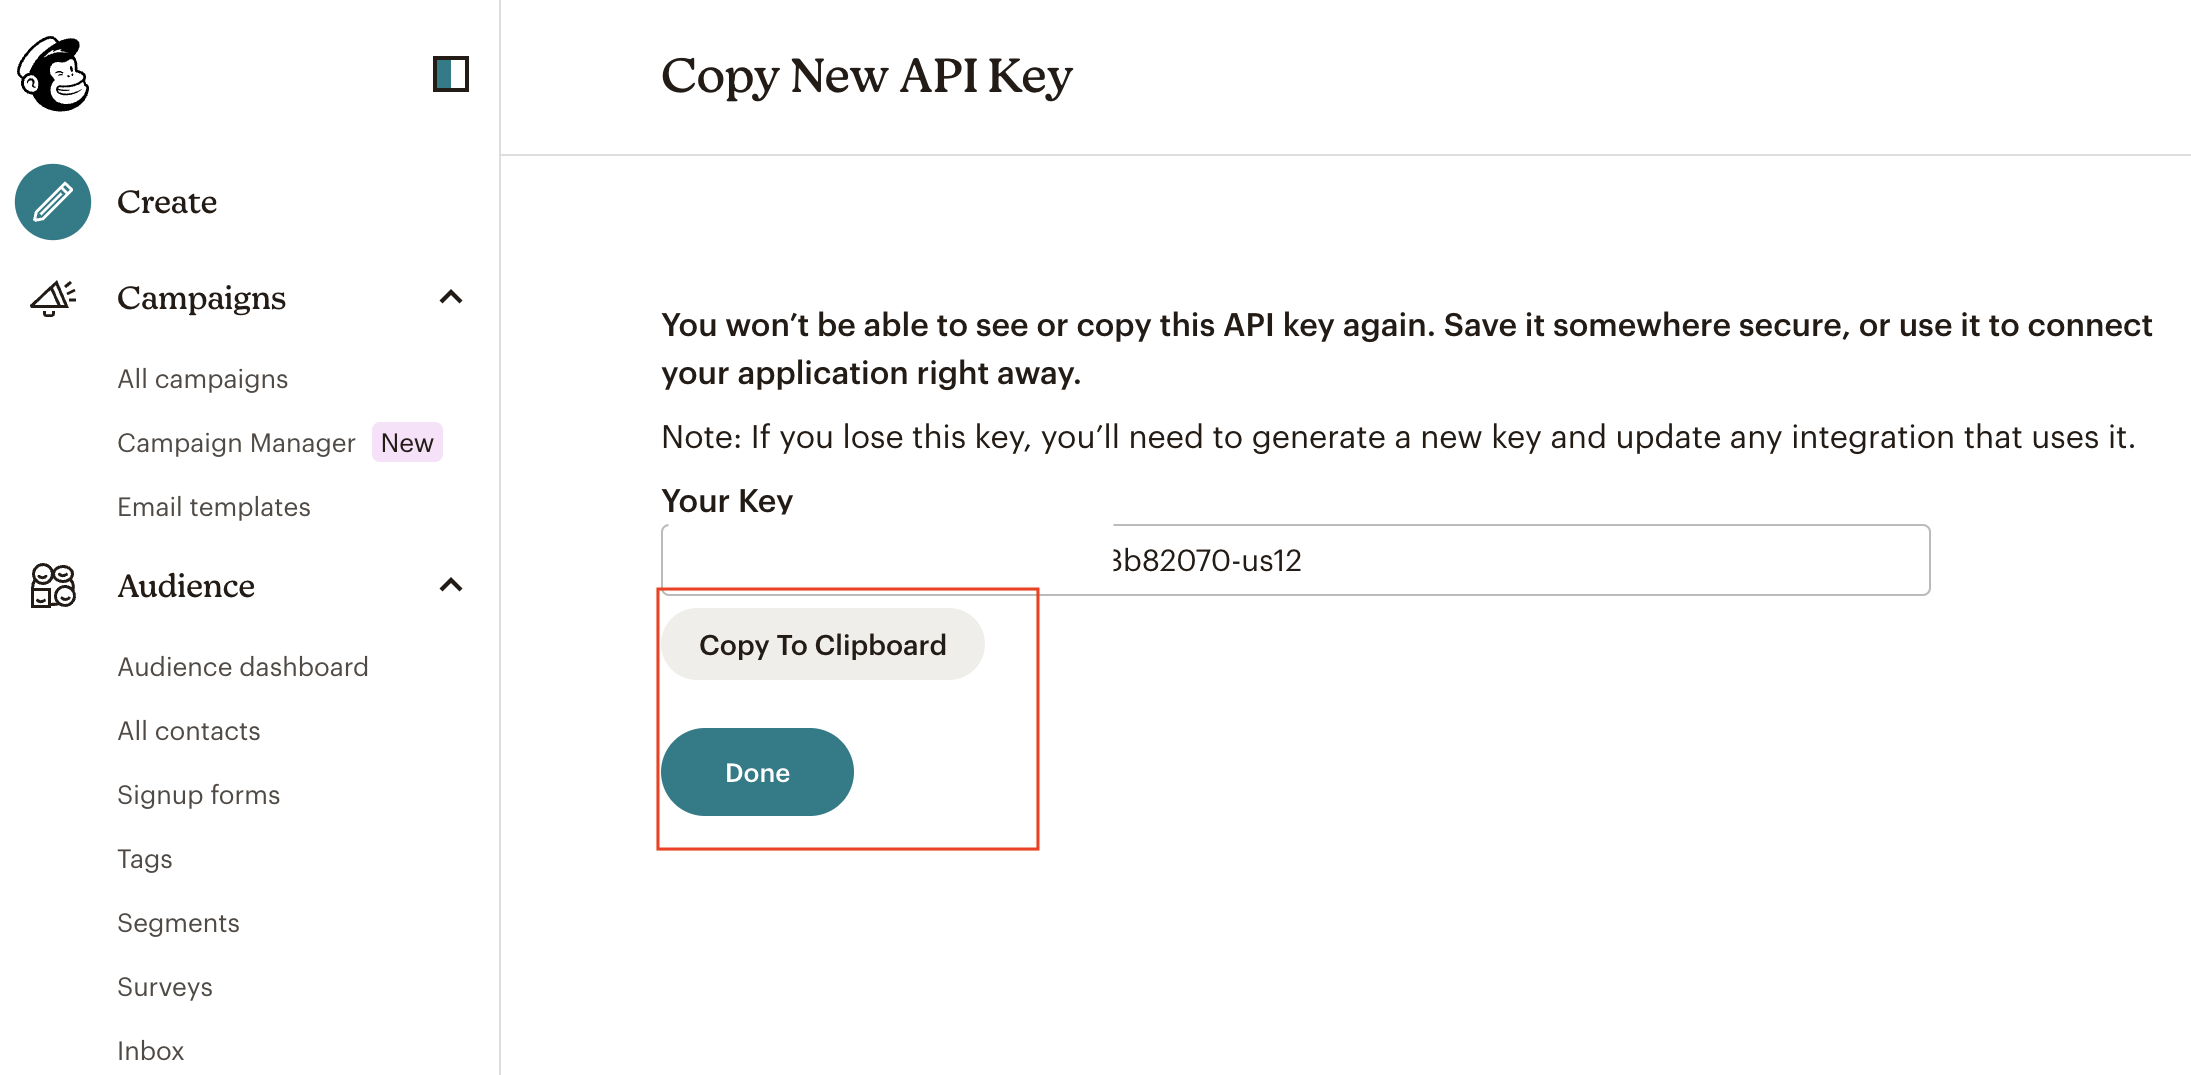 Copy New API Key
Create
Campaigns
All campaigns
Campaign Manager New
Email templates
Audience
Audience dashboard
All contacts
Signup forms
Tags
Segments
Surveys
Inbox
You won’t be able to see or copy this API key again. Save it somewhere secure, or use it to connect
your application right away.
Note: If you lose this key, you’ll need to generate a new key and update any integration that uses it.
Your Key
3b82070-us12
Copy To Clipboard
Done